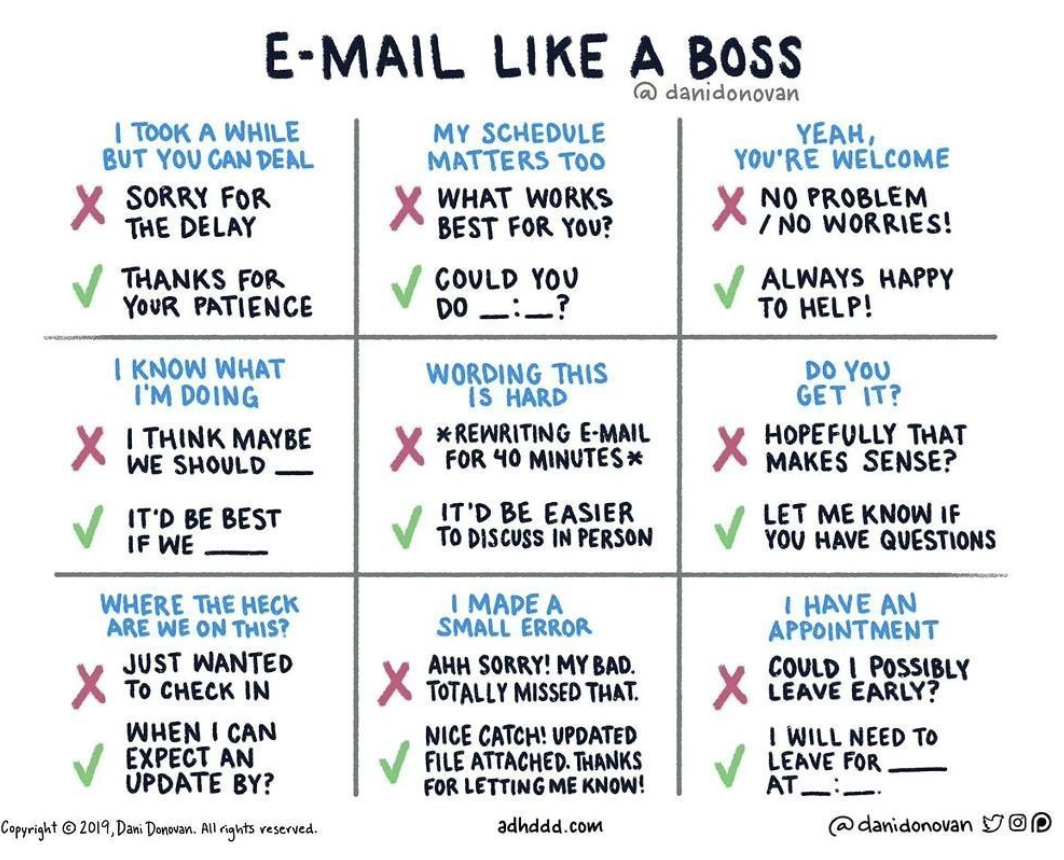 E-MAIL LIKE A BOSS
@danidonovan
I TOOK A WHILE
BUT YOU CAN DEAL
SORRY FOR
THE DELAY
THANKS FOR
YOUR PATIENCE
MY SCHEDULE
MATTERS TOO
WHAT WORKS
BEST FOR YOU?
COULD YOU
DO __:__?
YEAH,
YOU'RE WELCOME
NO PROBLEM
/NO WORRIES!
ALWAYS HAPPY
TO HELP!
I KNOW WHAT
I'M DOING
I THINK MAYBE
WE SHOULD __
IT'D BE BEST
IF WE ____
WORDING THIS
IS HARD
*REWRITING E-MAIL
FOR 40 MINUTES*
IT'D BE EASIER
TO DISCUSS IN PERSON
DO YOU
GET IT?
HOPEFULLY THAT
MAKES SENSE?
LET ME KNOW IF
YOU HAVE QUESTIONS
WHERE THE HECK
ARE WE ON THIS?
JUST WANTED
TO CHECK IN
WHEN I CAN
EXPECT AN
UPDATE BY?
I MADE A
SMALL ERROR
AHH SORRY! MY BAD.
TOTALLY MISSED THAT.
NICE CATCH! UPDATED
FILE ATTACHED. THANKS
FOR LETTING ME KNOW!
I HAVE AN
APPOINTMENT
COULD I POSSIBLY
LEAVE EARLY?
I WILL NEED TO
LEAVE FOR ____
AT __:__.
Copyright © 2019, Dani Donovan. All rights reserved.
adhddd.com
@danidonovan